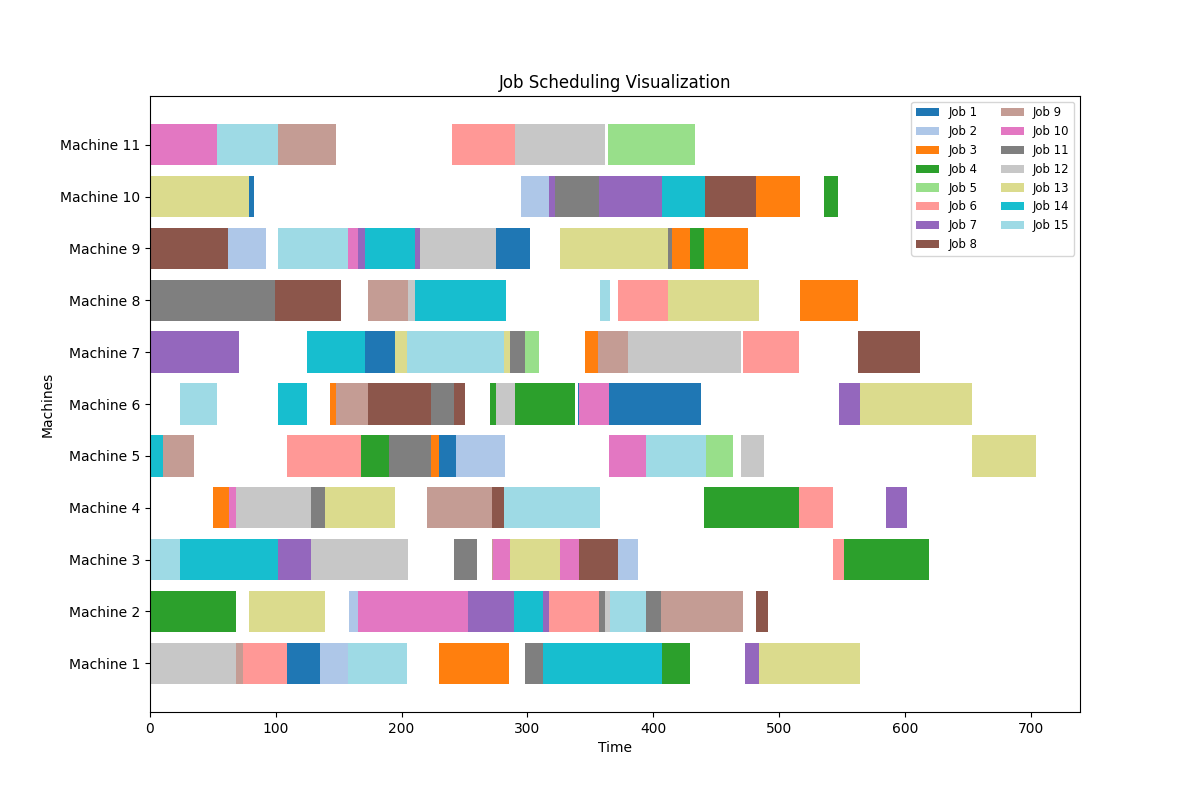 Job Scheduling Visualization
Machine 11
Machine 10
Machine 9
Machine 8
Machine 7
Machine 6
Machine 5
Machine 4
Machine 3
Machine 2
Machine 1
Machines
0 100 200 300 400 500 600 700
Time
Job 1
Job 2
Job 3
Job 4
Job 5
Job 6
Job 7
Job 8
Job 9
Job 10
Job 11
Job 12
Job 13
Job 14
Job 15